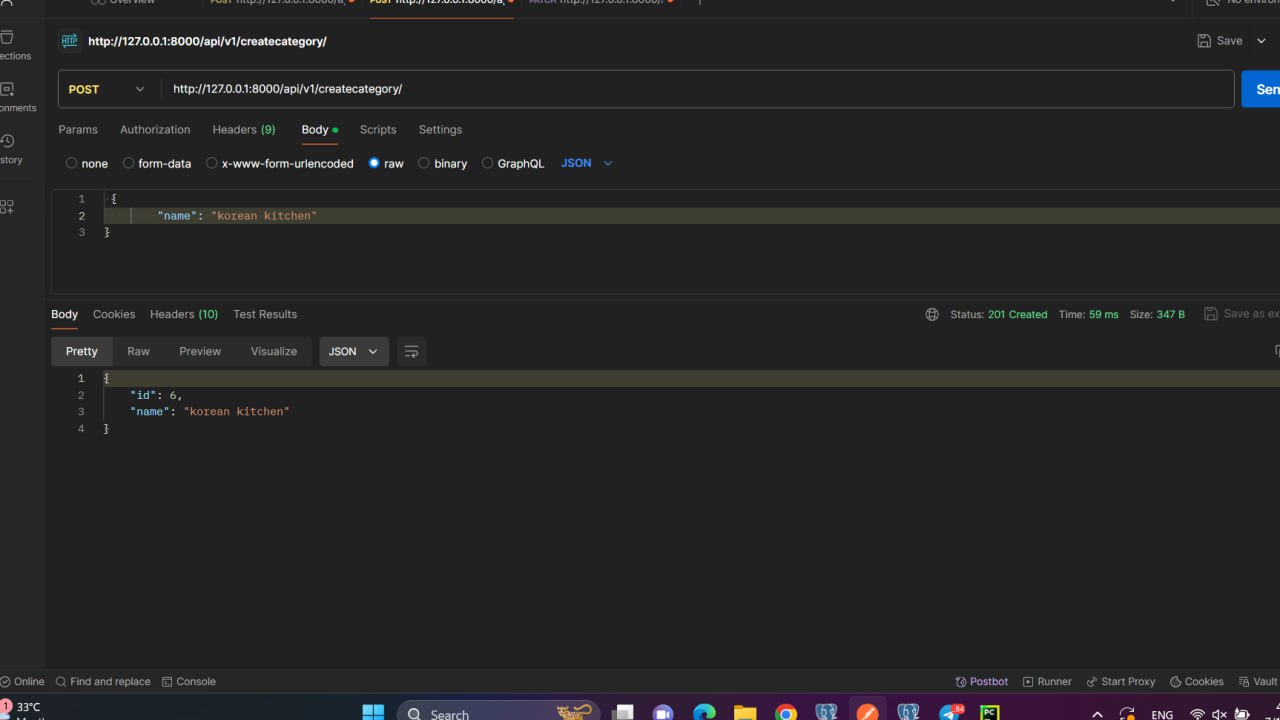 Overview
POST http://127.0.0.1:8000/a
POST http://127.0.0.1:8000/a
PATCH http://127.0.0.1:8000/
No environ
ections
onments
story
HTTP http://127.0.0.1:8000/api/v1/createcategory/
Save
POST http://127.0.0.1:8000/api/v1/createcategory/
Sen
Params Authorization Headers (9) Body Scripts Settings
none form-data x-www-form-urlencoded raw binary GraphQL JSON
1 {
2 "name": "korean kitchen"
3 }
Body Cookies Headers (10) Test Results
Status: 201 Created Time: 59 ms Size: 347 B Save as ex
Pretty Raw Preview Visualize JSON
1 {
2 "id": 6,
3 "name": "korean kitchen"
4 }
Online Find and replace Console
Postbot Runner Start Proxy Cookies Vault
1 33°C
Search
84
PC
ENG